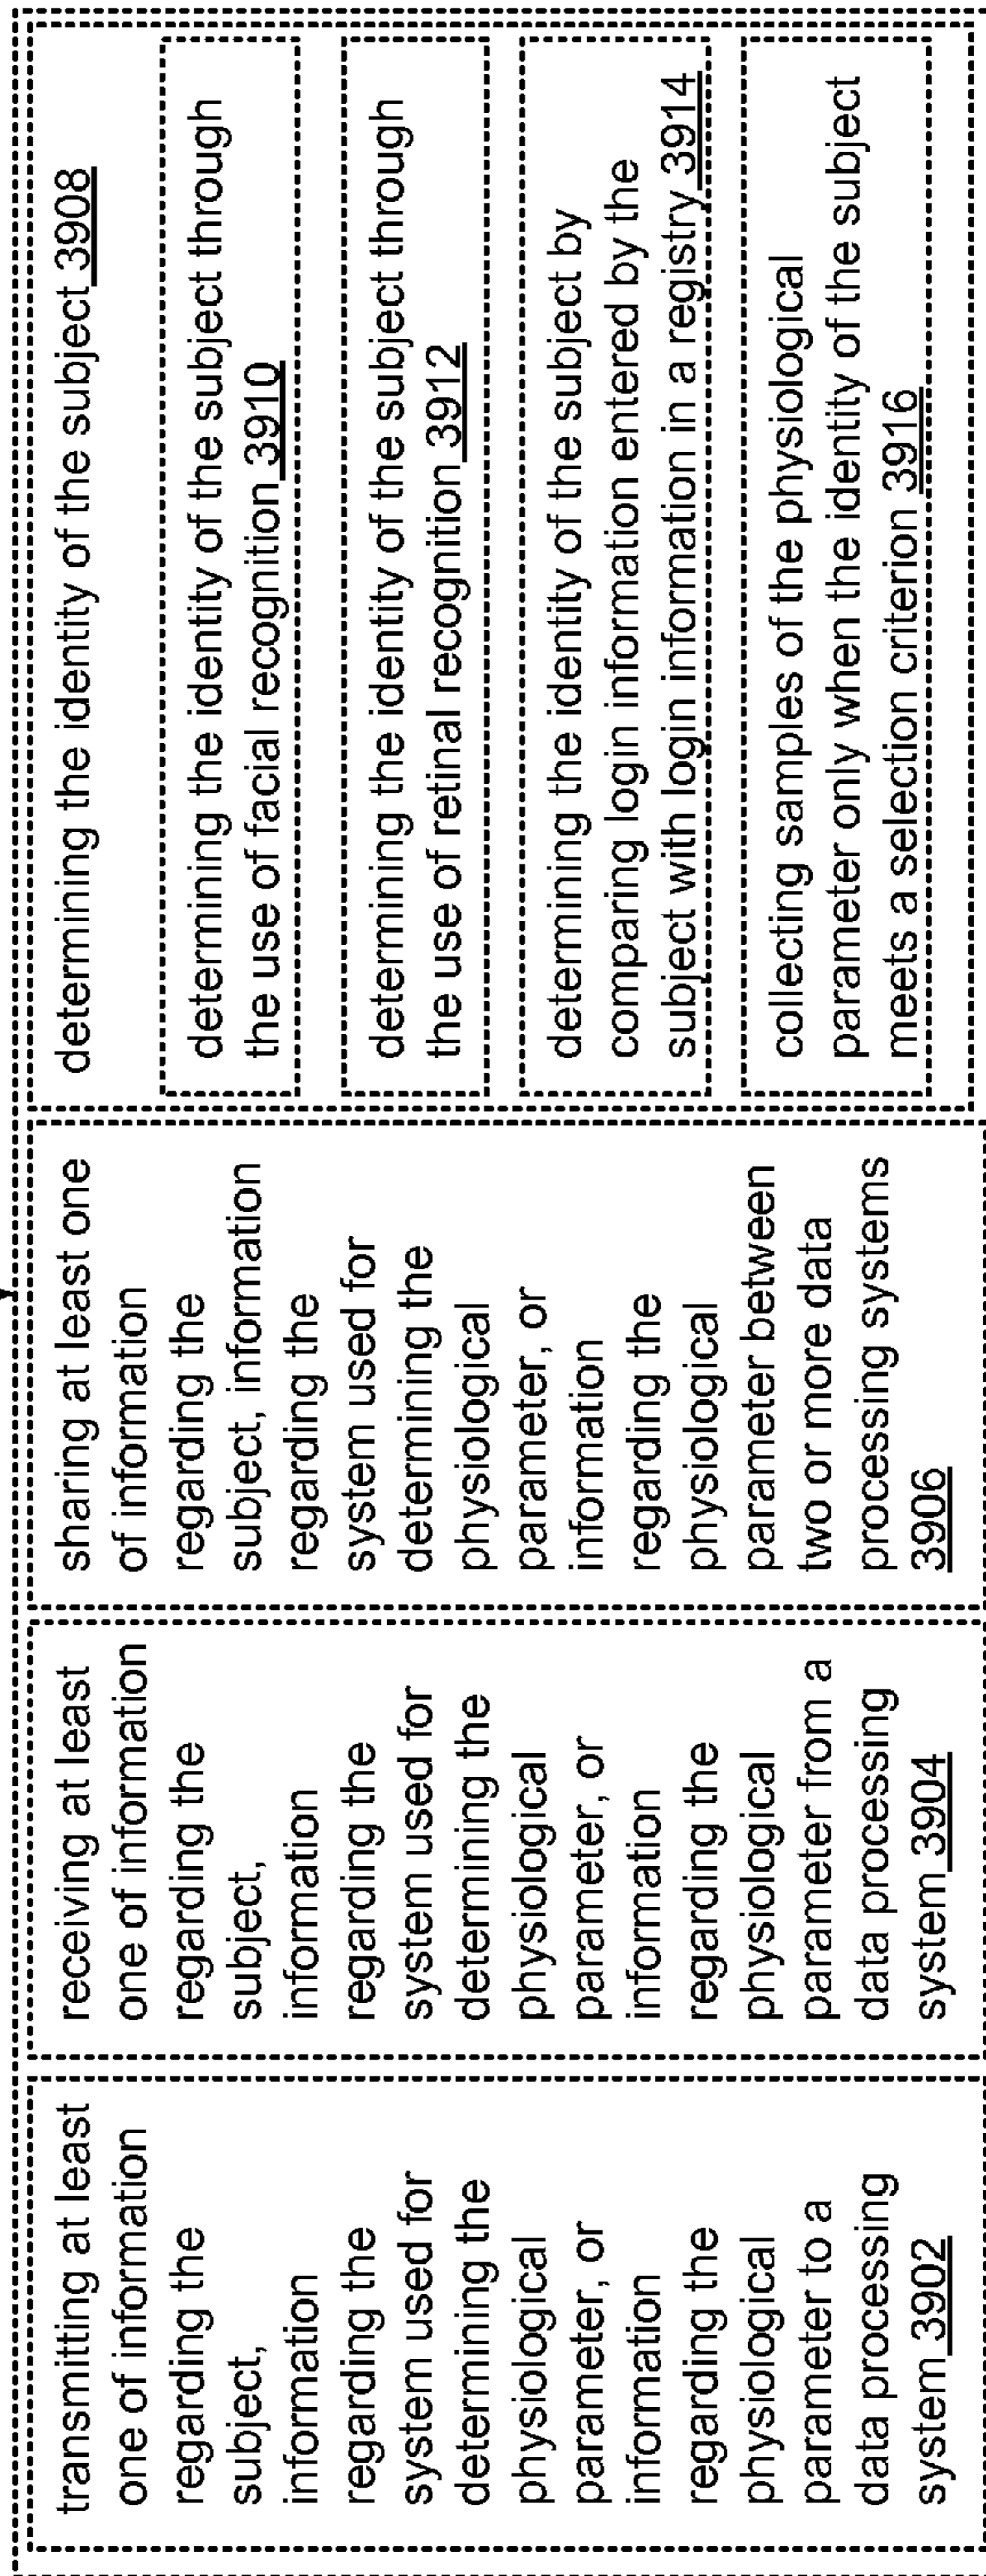 transmitting at least
one of information
regarding the
subject,
information
regarding the
system used for
determining the
physiological
parameter, or
information
regarding the
physiological
parameter to a
data processing
system 3902
receiving at least
one of information
regarding the
subject,
information
regarding the
system used for
determining the
physiological
parameter, or
information
regarding the
physiological
parameter from a
data processing
system 3904
sharing at least one
of information
regarding the
subject, information
regarding the
system used for
determining the
physiological
parameter, or
information
regarding the
physiological
parameter between
two or more data
processing systems
3906
determining the identity of the subject 3908
determining the identity of the subject through
the use of facial recognition 3910
determining the identity of the subject through
the use of retinal recognition 3912
determining the identity of the subject by
comparing login information entered by the
subject with login information in a registry 3914
collecting samples of the physiological
parameter only when the identity of the subject
meets a selection criterion 3916